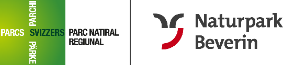 PARCS SVIZZERS
PÄRKE PARCHI
PARC NATIRAL
REGIUNAL
Naturpark
Beverin